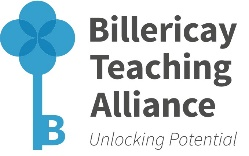 Billericay
Teaching
Alliance
Unlocking Potential
B